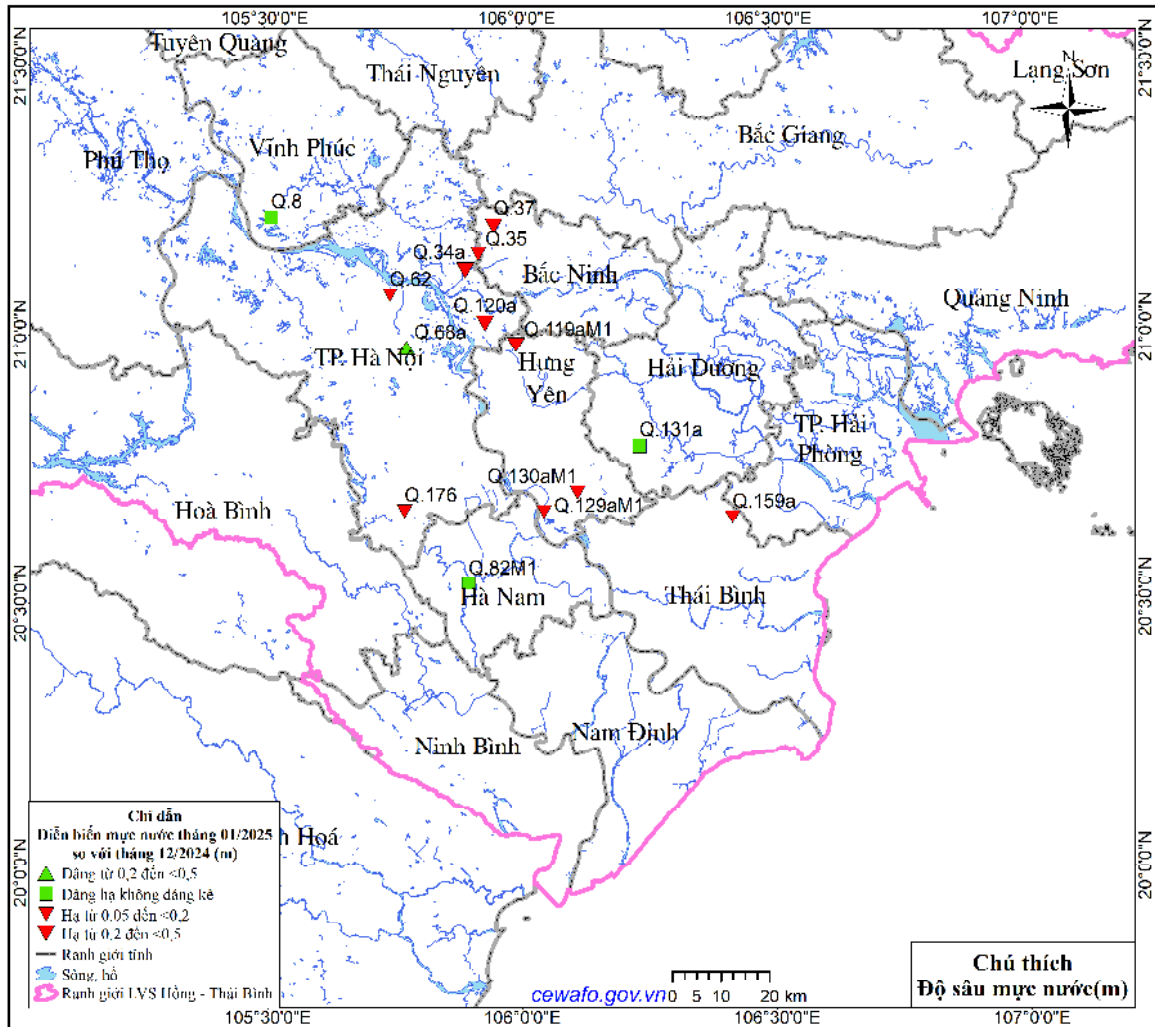 105°30'0"E 106°0'0"E 106°30'0"E 107°0'0"E
21°30'0"N
21°30'0"N
Tuyên Quang
Thái Nguyên
Lạng Sơn
N
Bắc Giang
Phú Thọ
Vĩnh Phúc
Q.8
Q.37
Q.35
Q.34a
Bắc Ninh
Q.62
Quảng Ninh
Q.120a
21°0'0"N
21°0'0"N
Q.68a
Q.119aM1
TP. Hà Nội
Hưng
Yên
Hải Dương
Q.131a
TP. Hải
Phòng
Q.130aM1
Q.176
Q.129aM1
Q.159a
Hoà Bình
Q.82M1
Hà Nam
Thái Bình
20°30'0"N
20°30'0"N
Nam Định
Ninh Bình
Hoá
20°0'0"N
20°0'0"N
Chỉ dẫn
Diễn biến mực nước tháng 01/2025
so với tháng 12/2024 (m)
Dâng từ 0,2 đến <0,5
Dâng hạ không đáng kể
Hạ từ 0.05 đến <0,2
Hạ từ 0.2 đến <0,5
Ranh giới tỉnh
Sông, hồ
Ranh giới LVS Hồng - Thái Bình
cewafo.gov.vn
0 5 10 20 km
Chú thích
Độ sâu mực nước(m)
105°30'0"E 106°0'0"E 106°30'0"E 107°0'0"E